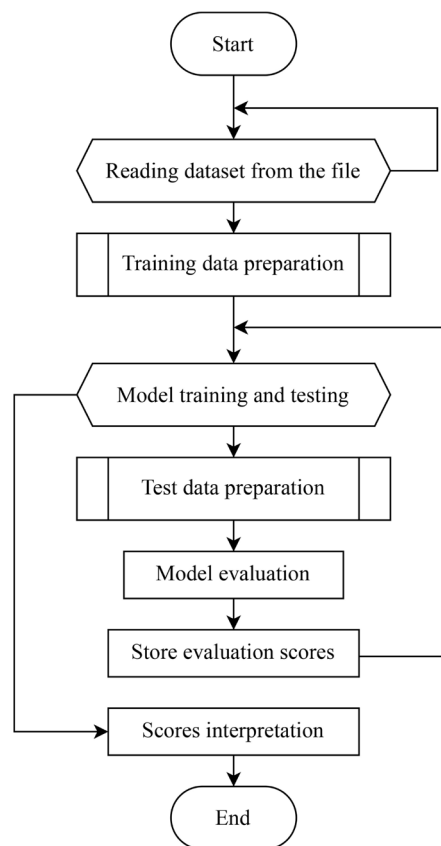 Start
Reading dataset from the file
Training data preparation
Model training and testing
Test data preparation
Model evaluation
Store evaluation scores
Scores interpretation
End